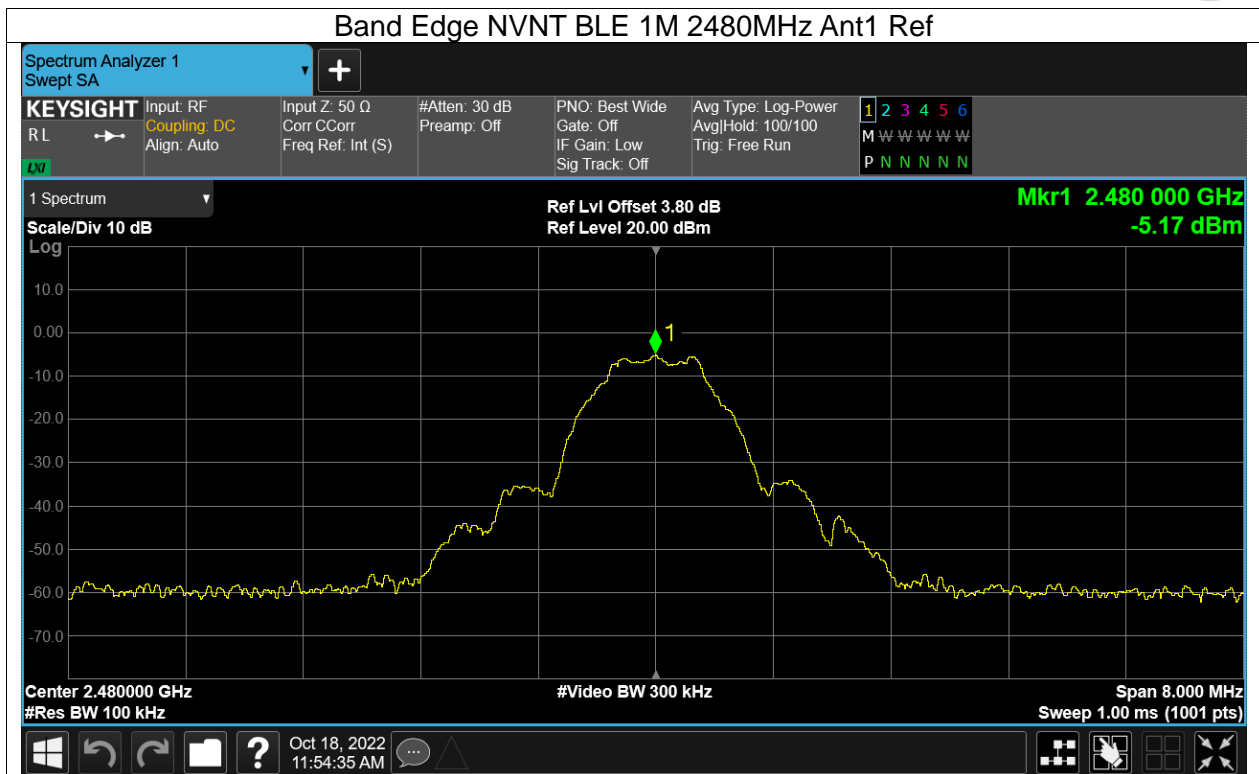 Band Edge NVNT BLE 1M 2480MHz Ant1 Ref
Spectrum Analyzer 1
Swept SA
KEYSIGHT
R L
LXI
Input: RF
Coupling: DC
Align: Auto
Input Z: 50 Ω
Corr CCorr
Freq Ref: Int (S)
#Atten: 30 dB
Preamp: Off
PNO: Best Wide
Gate: Off
IF Gain: Low
Sig Track: Off
Avg Type: Log-Power
Avg|Hold: 100/100
Trig: Free Run
1 2 3 4 5 6
M W W W W W
P N N N N N
1 Spectrum
Scale/Div 10 dB
Ref Lvl Offset 3.80 dB
Ref Level 20.00 dBm
Mkr1 2.480 000 GHz
-5.17 dBm
Log
10.0
0.00
-10.0
-20.0
-30.0
-40.0
-50.0
-60.0
-70.0
1
Center 2.480000 GHz
#Res BW 100 kHz
#Video BW 300 kHz
Span 8.000 MHz
Sweep 1.00 ms (1001 pts)
?
Oct 18, 2022
11:54:35 AM